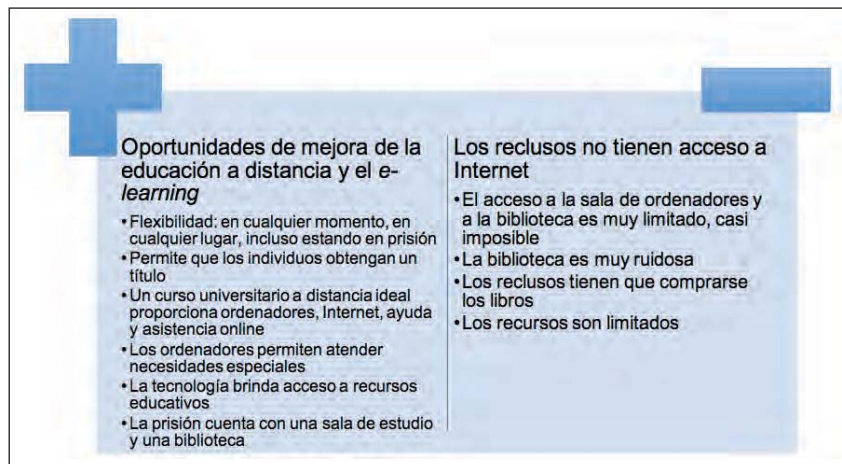 Oportunidades de mejora de la
educación a distancia y el e-
learning
•Flexibilidad: en cualquier momento, en
cualquier lugar, incluso estando en prisión
•Permite que los individuos obtengan un
título
•Un curso universitario a distancia ideal
proporciona ordenadores, Internet, ayuda
y asistencia online
•Los ordenadores permiten atender
necesidades especiales
•La tecnología brinda acceso a recursos
educativos
•La prisión cuenta con una sala de estudio
y una biblioteca
Los reclusos no tienen acceso a
Internet
•El acceso a la sala de ordenadores y
a la biblioteca es muy limitado, casi
imposible
•La biblioteca es muy ruidosa
•Los reclusos tienen que comprarse
los libros
•Los recursos son limitados